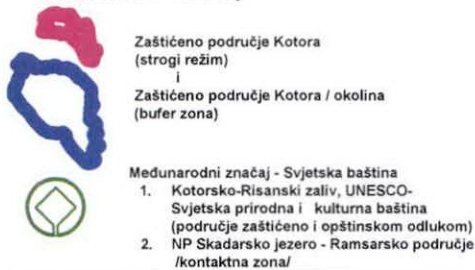 Zaštićeno područje Kotora
(strogi režim)
i
Zaštićeno područje Kotora / okolina
(bufer zona)
Međunarodni značaj - Svjetska baština
1. Kotorsko-Risanski zaliv, UNESCO-
Svjetska prirodna i kulturna baština
(područje zaštićeno i opštinskom odlukom)
2. NP Skadarsko jezero - Ramsarsko područje
/kontaktna zona/